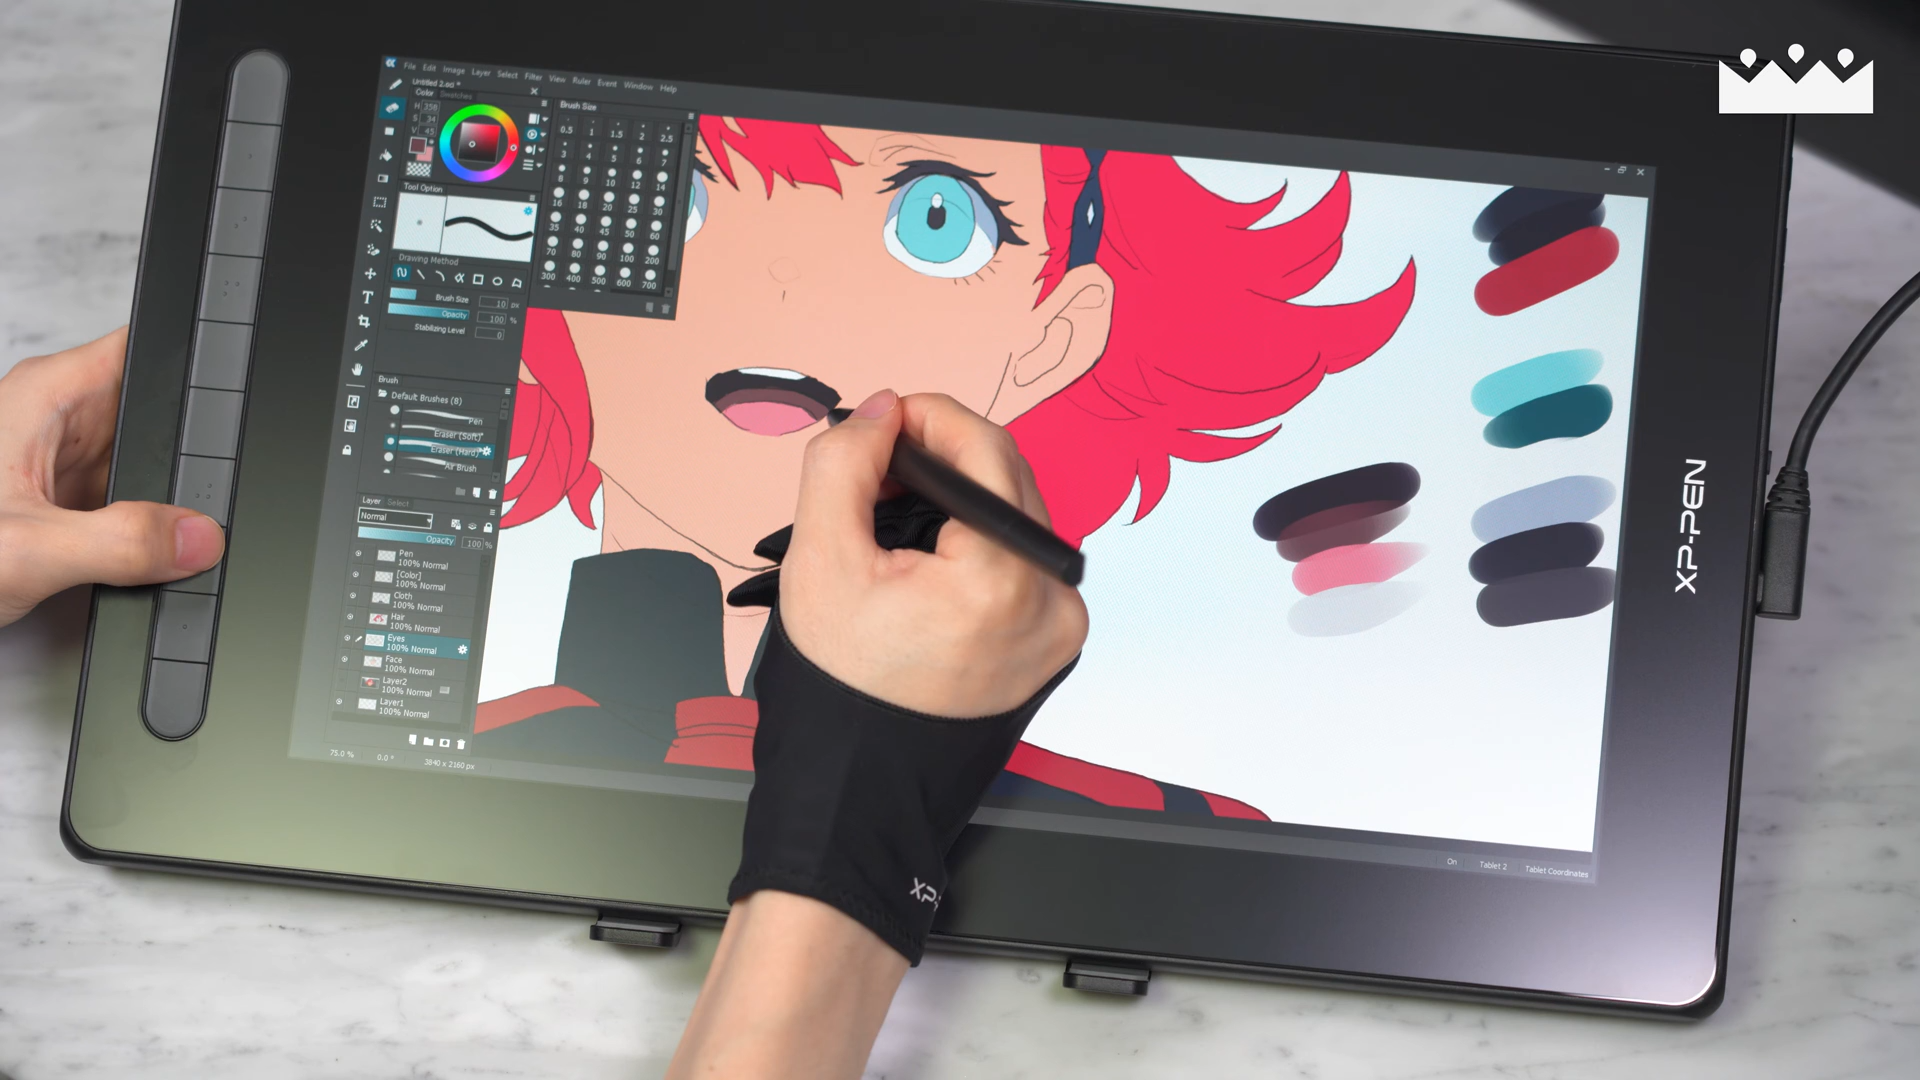 File Edit Image Layer Select Filter View Ruler Event Window Help
Untitled 2.oci *
Color Swatches
H 358
S 34
V 45
Brush Size
0.5 1 1.5 2 2.5
3 4 5 6 7
8 9 10 12 14
16 18 20 25 30
35 40 45 50 60
70 80 90 100 200
300 400 500 600 700
Tool Option
Drawing Method
Brush Size 10 px
Opacity 100 %
Stabilizing Level 0
Brush
Default Brushes (8)
Pen
Eraser (Soft)
Eraser (Hard)
Air Brush
Layer Select
Normal
Opacity 100 %
Pen
100% Normal
[Color]
100% Normal
Cloth
100% Normal
Hair
100% Normal
Eyes
100% Normal
Face
100% Normal
Layer2
100% Normal
Layer1
100% Normal
75.0 % 0.0 ° 3840 x 2160 px
On Tablet 2 Tablet Coordinates
XP-PEN
XP-